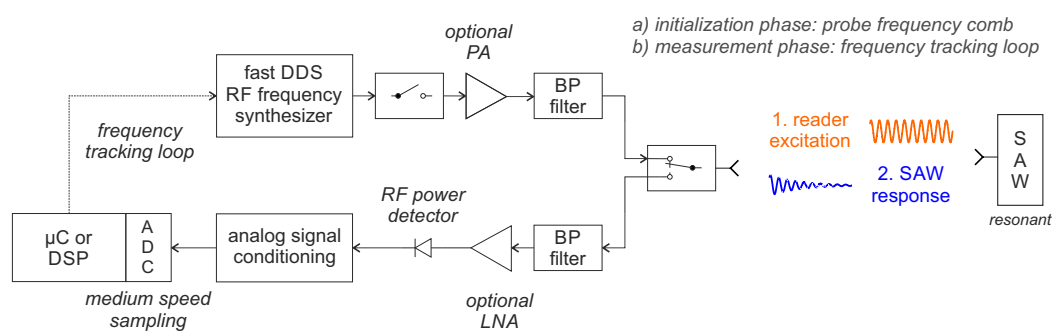 a) initialization phase: probe frequency comb
b) measurement phase: frequency tracking loop
optional
PA
fast DDS
RF frequency
synthesizer
BP
filter
frequency
tracking loop
1. reader
excitation
2. SAW
response
S
A
W
resonant
RF power
detector
µC or
DSP
A
D
C
analog signal
conditioning
BP
filter
medium speed
sampling
optional
LNA